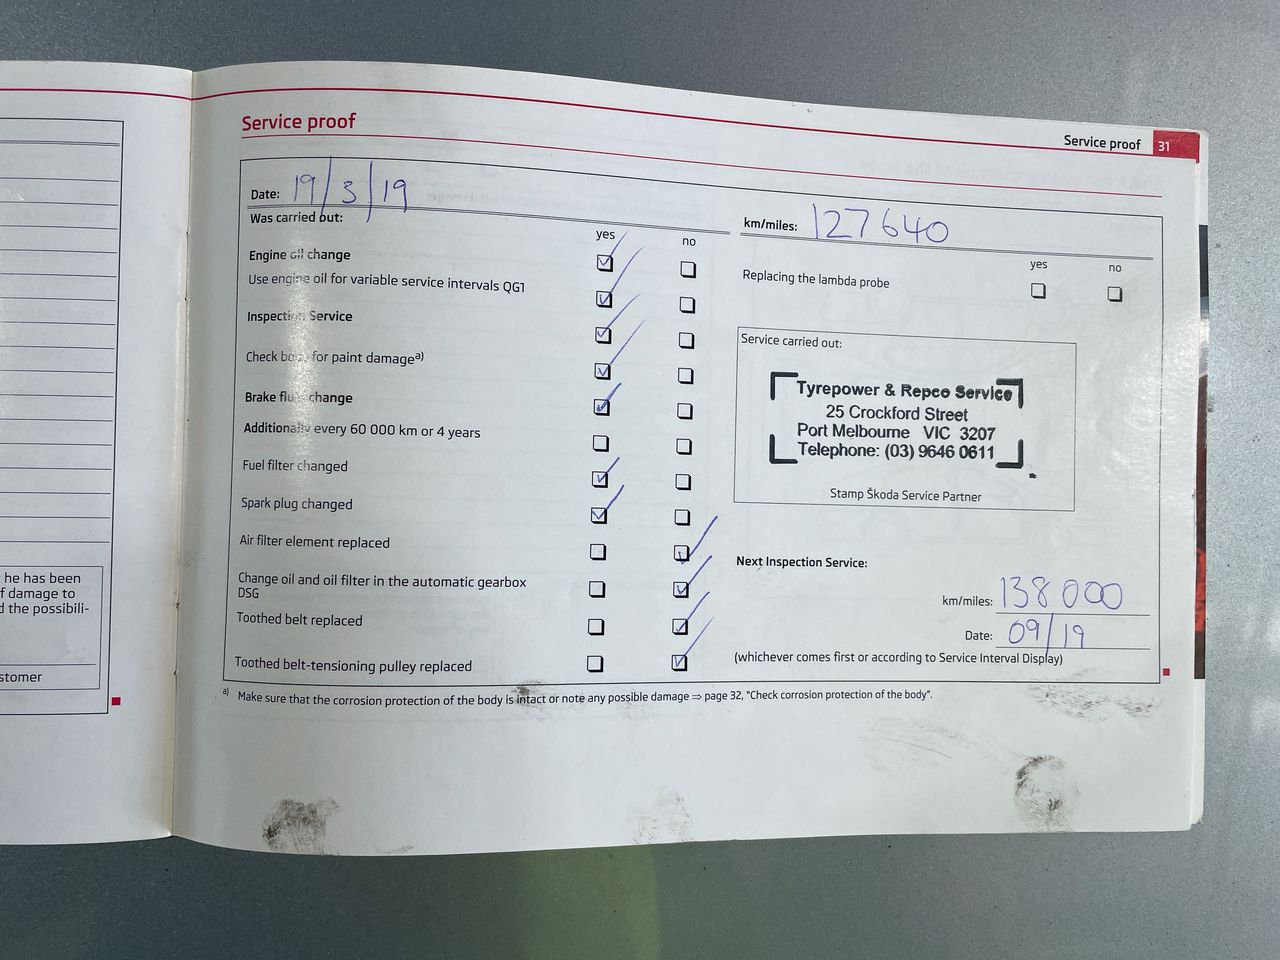 Service proof
Service proof 31
Date: 19/3/19
km/miles: 127640
Was carried out:
yes no
yes no
Engine oil change
Replacing the lambda probe
Use engine oil for variable service intervals QG1
Inspection Service
Service carried out:
Check body for paint damage a)
Tyrepower & Repco Service
25 Crockford Street
Port Melbourne VIC 3207
Telephone: (03) 9646 0611
Stamp Škoda Service Partner
Brake fluid change
Additionally every 60 000 km or 4 years
Fuel filter changed
Spark plug changed
Air filter element replaced
Next Inspection Service:
Change oil and oil filter in the automatic gearbox
DSG
km/miles: 138 000
Toothed belt replaced
Date: 09/19
Toothed belt-tensioning pulley replaced
(whichever comes first or according to Service Interval Display)
a) Make sure that the corrosion protection of the body is intact or note any possible damage ⇒ page 32, "Check corrosion protection of the body".
he has been
f damage to
d the possibili-
stomer